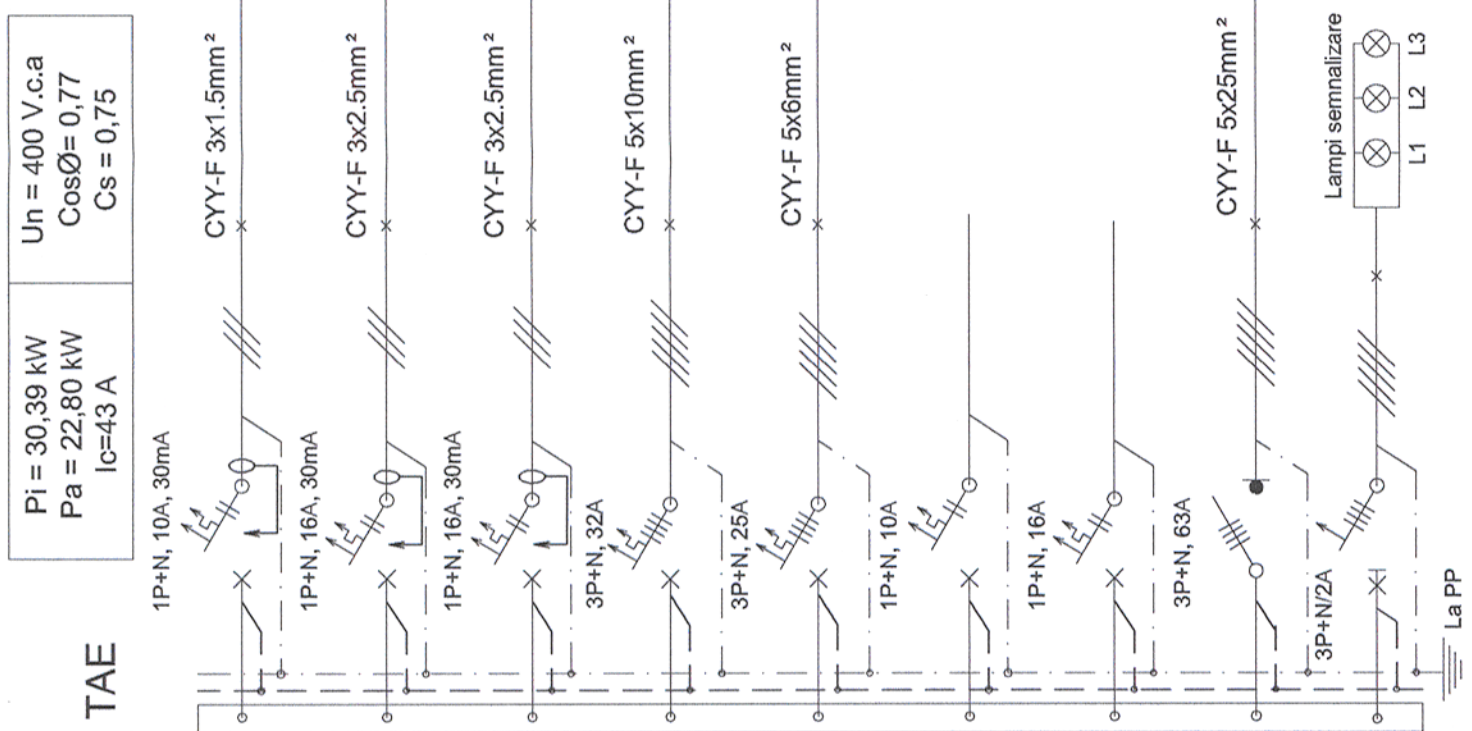 TAE
Pi = 30,39 kW
Pa = 22,80 kW
Ic=43 A
Un = 400 V.c.a
CosØ= 0,77
Cs = 0,75
1P+N, 10A, 30mA
CYY-F 3x1.5mm²
1P+N, 16A, 30mA
CYY-F 3x2.5mm²
1P+N, 16A, 30mA
CYY-F 3x2.5mm²
3P+N, 32A
CYY-F 5x10mm²
3P+N, 25A
CYY-F 5x6mm²
1P+N, 10A
1P+N, 16A
3P+N, 63A
CYY-F 5x25mm²
3P+N/2A
Lampi semnalizare
L1
L2
L3
La PP